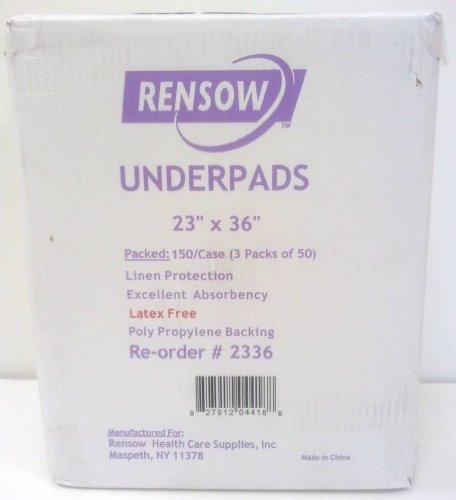 RENSOW™
UNDERPADS
23" x 36"
Packed: 150/Case (3 Packs of 50)
Linen Protection
Excellent Absorbency
Latex Free
Poly Propylene Backing
Re-order # 2336
6 27912 04418 8
Manufactured For:
Rensow Health Care Supplies, Inc
Maspeth, NY 11378
Made in China